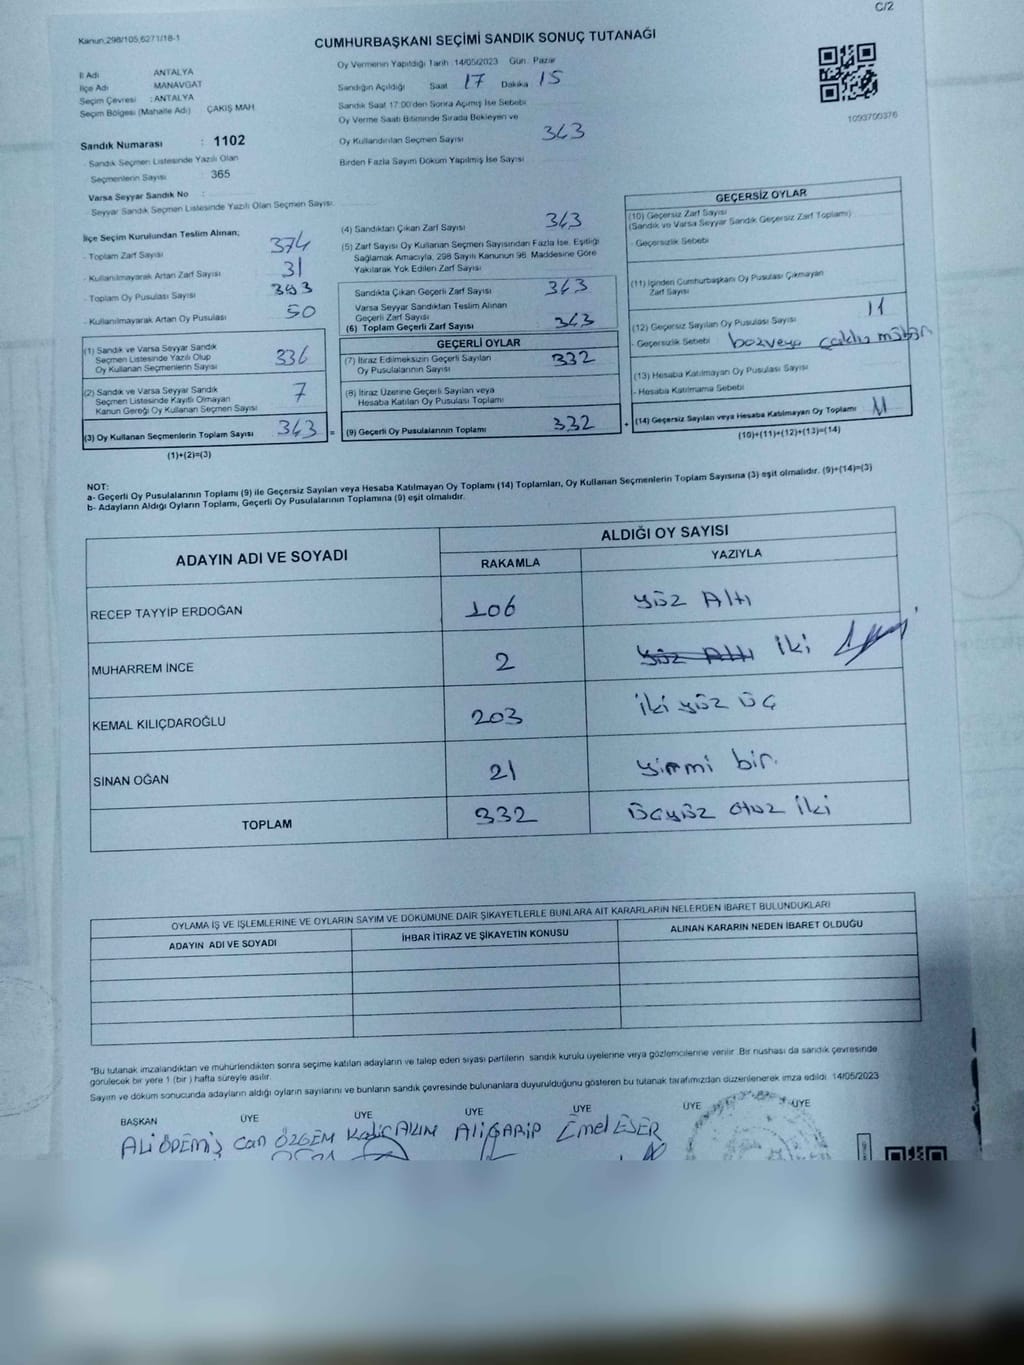 C/2
Kanun;298/105,6271/18-1
CUMHURBAŞKANI SEÇİMİ SANDIK SONUÇ TUTANAĞI
İl Adı ANTALYA
İlçe Adı MANAVGAT
Seçim Çevresi : ANTALYA
Seçim Bölgesi (Mahalle Adı) ÇAKIŞ MAH
Oy Vermenin Yapıldığı Tarih 14/05/2023 Gün: Pazar
Sandığın Açıldığı Saat 17 Dakika 15
Sandık Saat 17:00'den Sonra Açımış İse Sebebi
Oy Verme Saati Bitiminde Sırada Bekleyen ve
Oy Kullandırılan Seçmen Sayısı 343
Birden Fazla Sayım Döküm Yapılmış İse Sayısı
1093700376
Sandık Numarası : 1102
- Sandık Seçmen Listesinde Yazılı Olan
Seçmenlerin Sayısı 365
Varsa Seyyar Sandık No :
- Seyyar Sandık Seçmen Listesinde Yazılı Olan Seçmen Sayısı:
İlçe Seçim Kurulundan Teslim Alınan;
- Toplam Zarf Sayısı 374
- Kullanılmayarak Artan Zarf Sayısı 31
- Toplam Oy Pusulası Sayısı 393
- Kullanılmayarak Artan Oy Pusulası 50
(1) Sandık ve Varsa Seyyar Sandık
Seçmen Listesinde Yazılı Olup
Oy Kullanan Seçmenlerin Sayısı 336
(2) Sandık ve Varsa Seyyar Sandık
Seçmen Listesinde Kayıtlı Olmayan
Kanun Gereği Oy Kullanan Seçmen Sayısı 7
(3) Oy Kullanan Seçmenlerin Toplam Sayısı 343 =
(1)+(2)=(3)
(4) Sandıktan Çıkan Zarf Sayısı 343
(5) Zarf Sayısı Oy Kullanan Seçmen Sayısından Fazla İse, Eşitliği
Sağlamak Amacıyla, 298 Sayılı Kanunun 98. Maddesine Göre
Yakılarak Yok Edilen Zarf Sayısı
Sandıkta Çıkan Geçerli Zarf Sayısı 343
Varsa Seyyar Sandıktan Teslim Alınan
Geçerli Zarf Sayısı
(6) Toplam Geçerli Zarf Sayısı 343
GEÇERLİ OYLAR
(7) İtiraz Edilmeksizin Geçerli Sayılan
Oy Pusulalarının Sayısı 332
(8) İtiraz Üzerine Geçerli Sayılan veya
Hesaba Katılan Oy Pusulası Toplamı
(9) Geçerli Oy Pusulalarının Toplamı 332 +
GEÇERSİZ OYLAR
(10) Geçersiz Zarf Sayısı
(Sandık ve Varsa Seyyar Sandık Geçersiz Zarf Toplamı)
- Geçersizlik Sebebi
(11) İçinden Cumhurbaşkanı Oy Pusulası Çıkmayan
Zarf Sayısı
(12) Geçersiz Sayılan Oy Pusulası Sayısı 11
- Geçersizlik Sebebi boşveya çoklu mühür
(13) Hesaba Katılmayan Oy Pusulası Sayısı
- Hesaba Katılmama Sebebi
(14) Geçersiz Sayılan veya Hesaba Katılmayan Oy Toplamı 11
(10)+(11)+(12)+(13)=(14)
NOT:
a- Geçerli Oy Pusulalarının Toplamı (9) ile Geçersiz Sayılan veya Hesaba Katılmayan Oy Toplamı (14) Toplamları, Oy Kullanan Seçmenlerin Toplam Sayısına (3) eşit olmalıdır. (9)+(14)=(3)
b- Adayların Aldığı Oyların Toplamı, Geçerli Oy Pusulalarının Toplamına (9) eşit olmalıdır.
ADAYIN ADI VE SOYADI
ALDIĞI OY SAYISI
RAKAMLA YAZIYLA
RECEP TAYYİP ERDOĞAN 106 yüz Altı
MUHARREM İNCE 2 yüz Altı iki
KEMAL KILIÇDAROĞLU 203 iki yüz üç
SİNAN OĞAN 21 yirmi bir.
TOPLAM 332 üçyüz otuz iki
OYLAMA İŞ VE İŞLEMLERİNE VE OYLARIN SAYIM VE DÖKÜMÜNE DAİR ŞİKAYETLERLE BUNLARA AİT KARARLARIN NELERDEN İBARET BULUNDUKLARI
ADAYIN ADI VE SOYADI İHBAR İTİRAZ VE ŞİKAYETİN KONUSU ALINAN KARARIN NEDEN İBARET OLDUĞU
"Bu tutanak imzalandıktan ve mühürlendikten sonra seçime katılan adayların ve talep eden siyasi partilerin sandık kurulu üyelerine veya gözlemcilerine verilir. Bir nüshası da sandık çevresinde
görülecek bir yere 1 (bir ) hafta süreyle asılır.
Sayım ve döküm sonucunda adayların aldığı oyların sayılarını ve bunların sandık çevresinde bulunanlara duyurulduğunu gösteren bu tutanak tarafımızdan düzenlenerek imza edildi. 14/05/2023
BAŞKAN ÜYE ÜYE ÜYE ÜYE ÜYE ÜYE
ALİ ÖDEMİŞ Can ÖZGEM Kadir AKIN ALİ GARİP Emel ESER